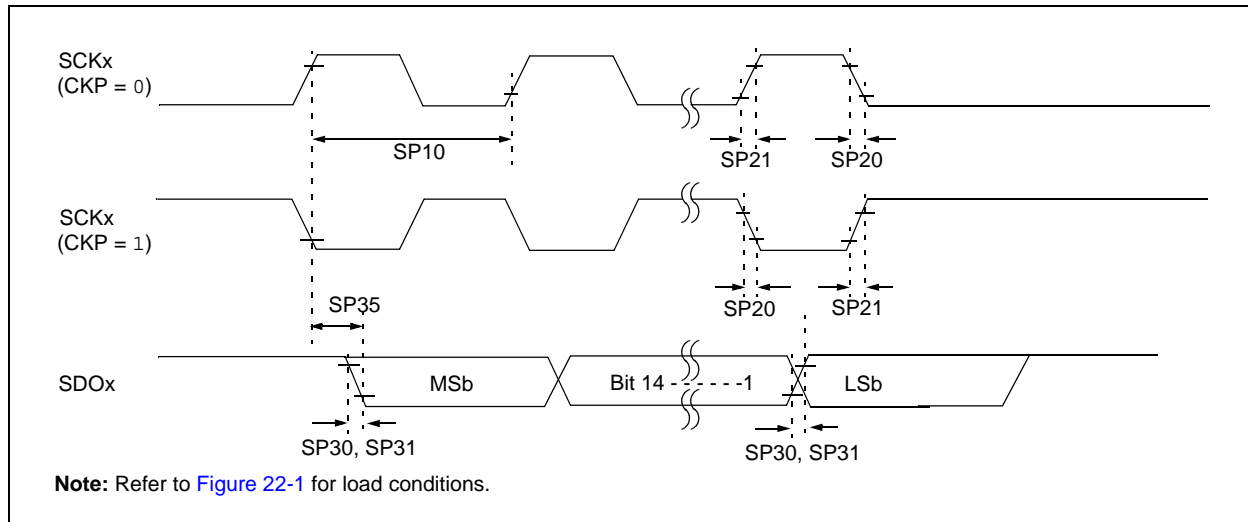 SCKx
(CKP = 0)
SP10
SP21
SP20
SCKx
(CKP = 1)
SP35
SP20
SP21
SDOx
MSb
Bit 14 - - - - - -1
LSb
SP30, SP31
SP30, SP31
Note: Refer to Figure 22-1 for load conditions.